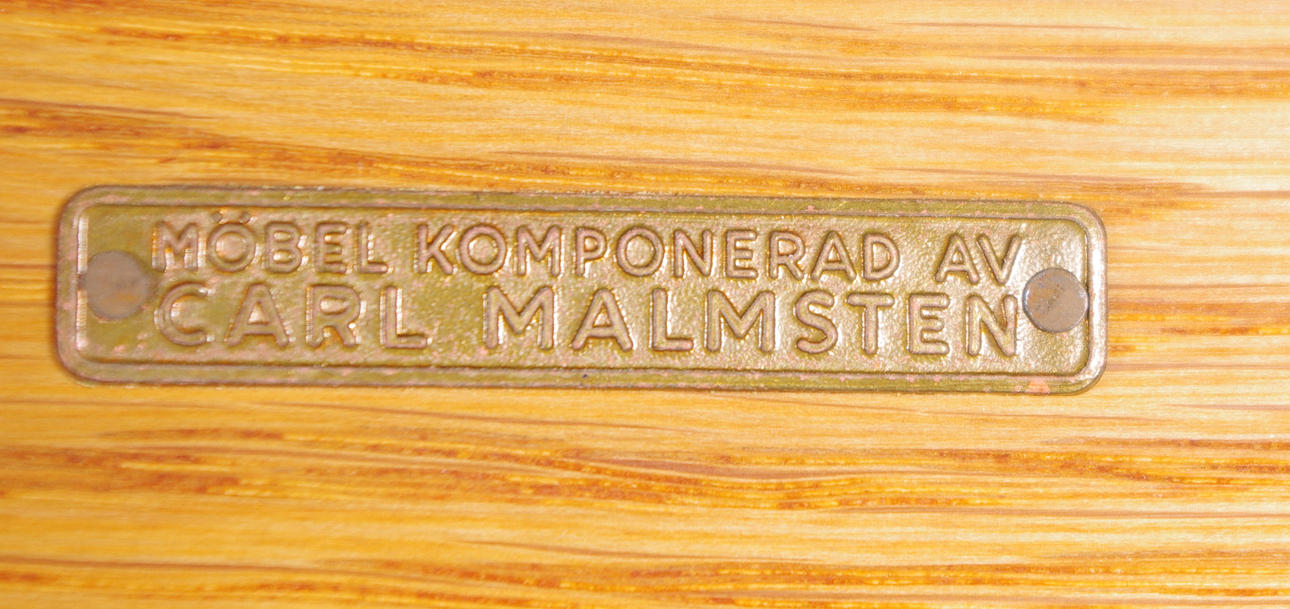 MÖBEL KOMPONERAD AV
CARL MALMSTEN